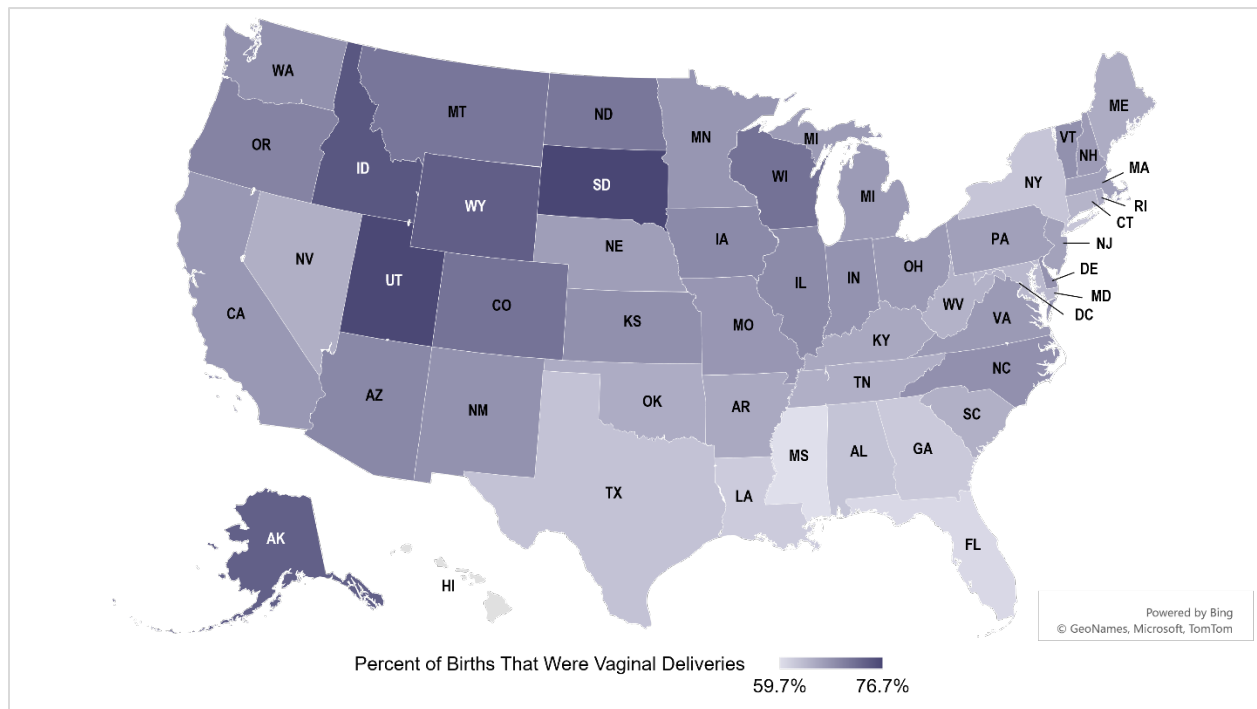 WA
MT
ND
MN
MI
ME
VT
NH
OR
ID
SD
WI
NY
MA
WY
MI
RI
CT
NE
IA
PA
NJ
NV
UT
CO
IL
IN
OH
DE
MD
DC
CA
KS
MO
WV
VA
KY
AZ
NM
OK
AR
TN
NC
SC
MS
AL
GA
TX
LA
AK
FL
HI
Powered by Bing
© GeoNames, Microsoft, TomTom
Percent of Births That Were Vaginal Deliveries
59.7% 76.7%